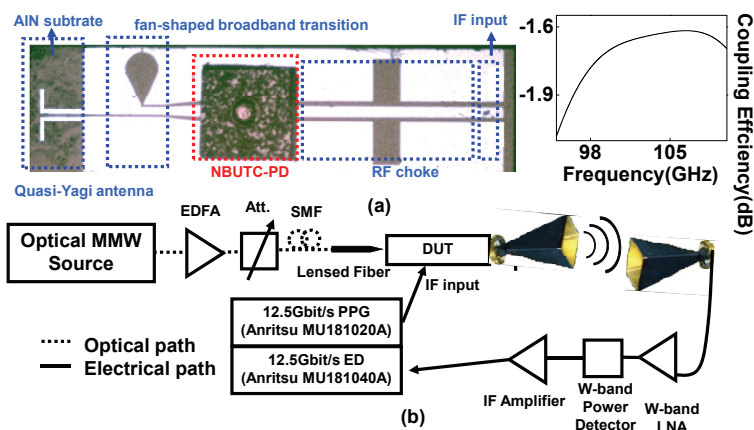 AIN subtrate
fan-shaped broadband transition
IF input
NBUTC-PD
RF choke
Quasi-Yagi antenna
(a)
-1.6
-1.9
98
105
Frequency(GHz)
Coupling Effciency(dB)
EDFA
Att.
SMF
Optical MMW
Source
Lensed Fiber
DUT
IF input
12.5Gbit/s PPG
(Anritsu MU181020A)
12.5Gbit/s ED
(Anritsu MU181040A)
Optical path
Electrical path
IF Amplifier
W-band
Power
Detector
W-band
LNA
(b)